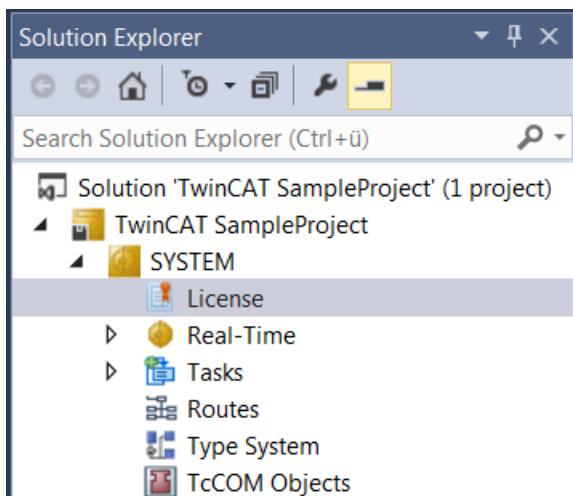 Solution Explorer
Search Solution Explorer (Ctrl+ü)
Solution 'TwinCAT SampleProject' (1 project)
TwinCAT SampleProject
SYSTEM
License
Real-Time
Tasks
Routes
Type System
TcCOM Objects